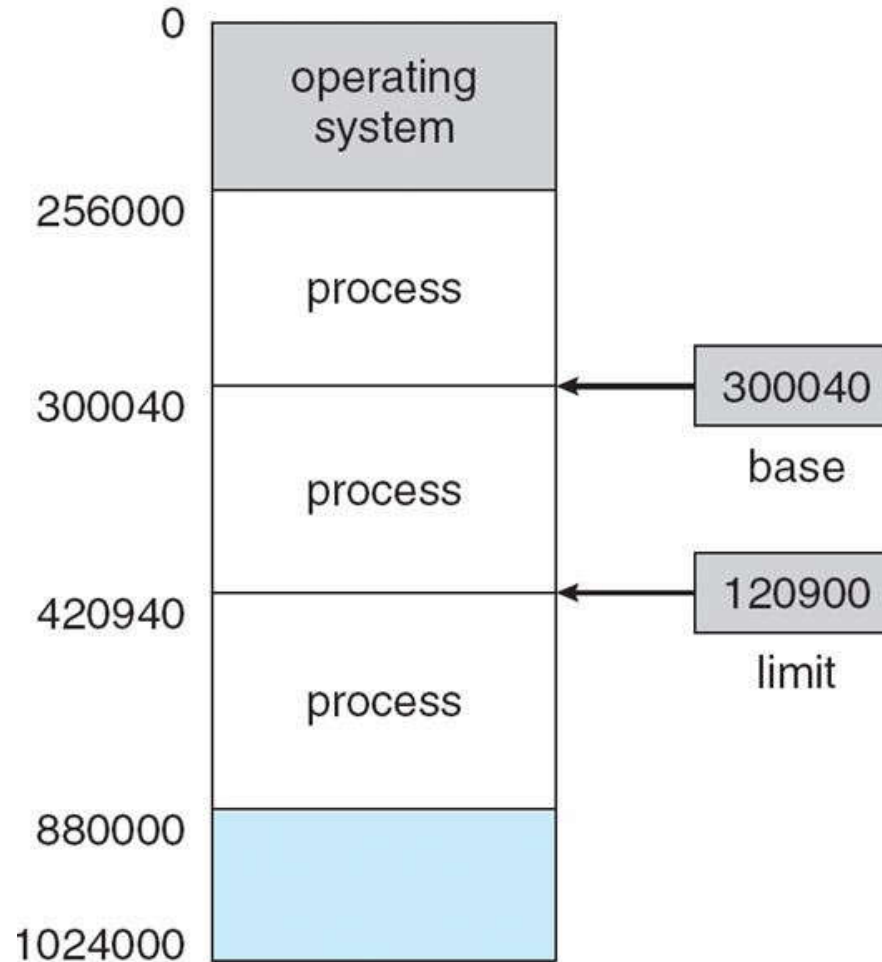 0
operating
system
256000
process
300040
300040
base
process
120900
420940
limit
process
880000
1024000